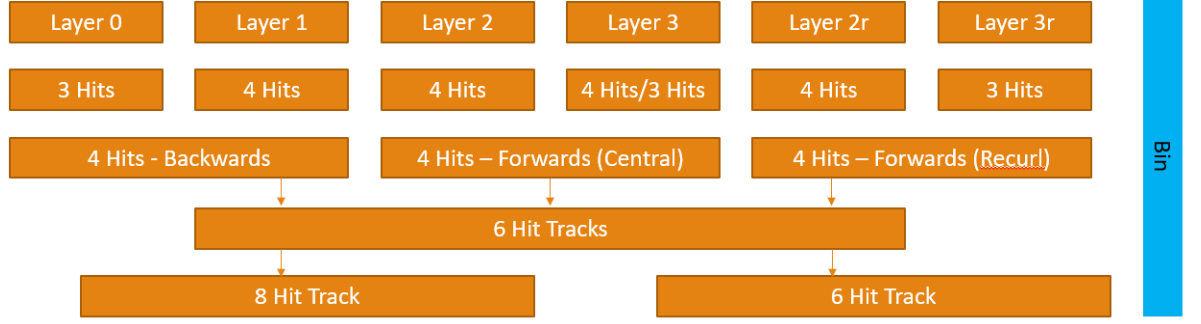 Layer 0
Layer 1
Layer 2
Layer 3
Layer 2r
Layer 3r
3 Hits
4 Hits
4 Hits
4 Hits/3 Hits
4 Hits
3 Hits
4 Hits - Backwards
4 Hits – Forwards (Central)
4 Hits – Forwards (Recurl)
6 Hit Tracks
8 Hit Track
6 Hit Track
Bin